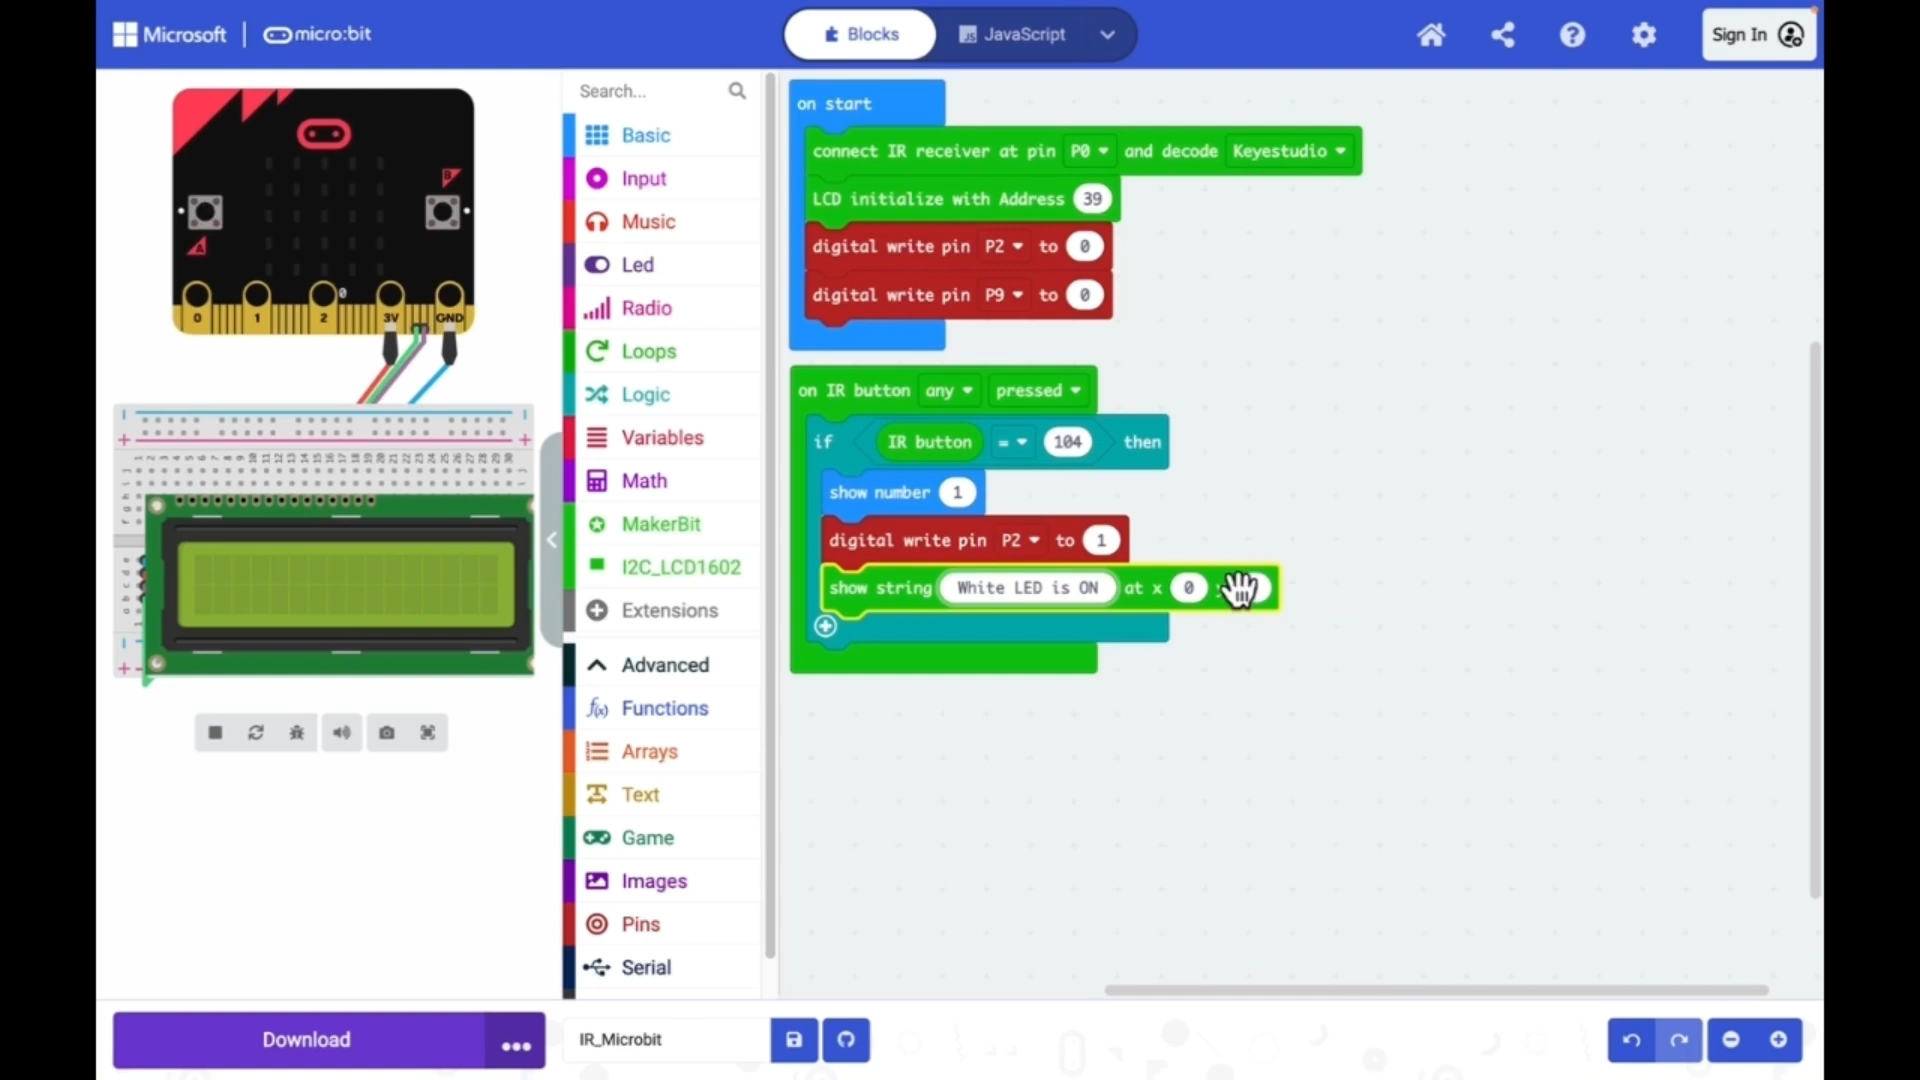 Microsoft | micro:bit
Blocks
JavaScript
Sign In
Search...
Basic
Input
Music
Led
Radio
Loops
Logic
Variables
Math
MakerBit
I2C_LCD1602
Extensions
Advanced
Functions
Arrays
Text
Game
Images
Pins
Serial
B
A
0
0 1 2 3V GND
on start
connect IR receiver at pin P0 and decode Keyestudio
LCD initialize with Address 39
digital write pin P2 to 0
digital write pin P9 to 0
on IR button any pressed
if IR button = 104 then
show number 1
digital write pin P2 to 1
show string White LED is ON at x 0
Download
IR_Microbit